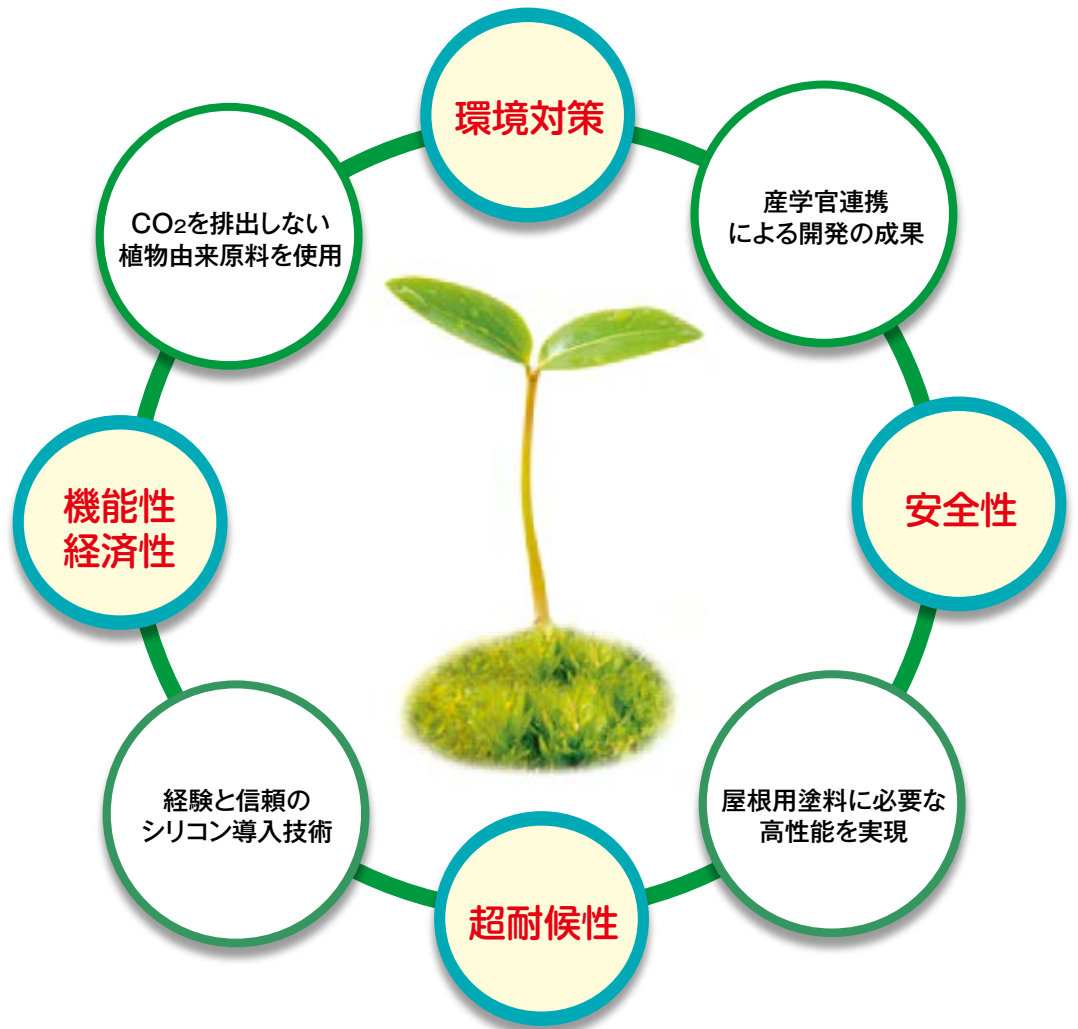 環境対策
産学官連携
による開発の成果
安全性
屋根用塗料に必要な
高性能を実現
超耐候性
経験と信頼の
シリコン導入技術
機能性
経済性
CO2を排出しない
植物由来原料を使用